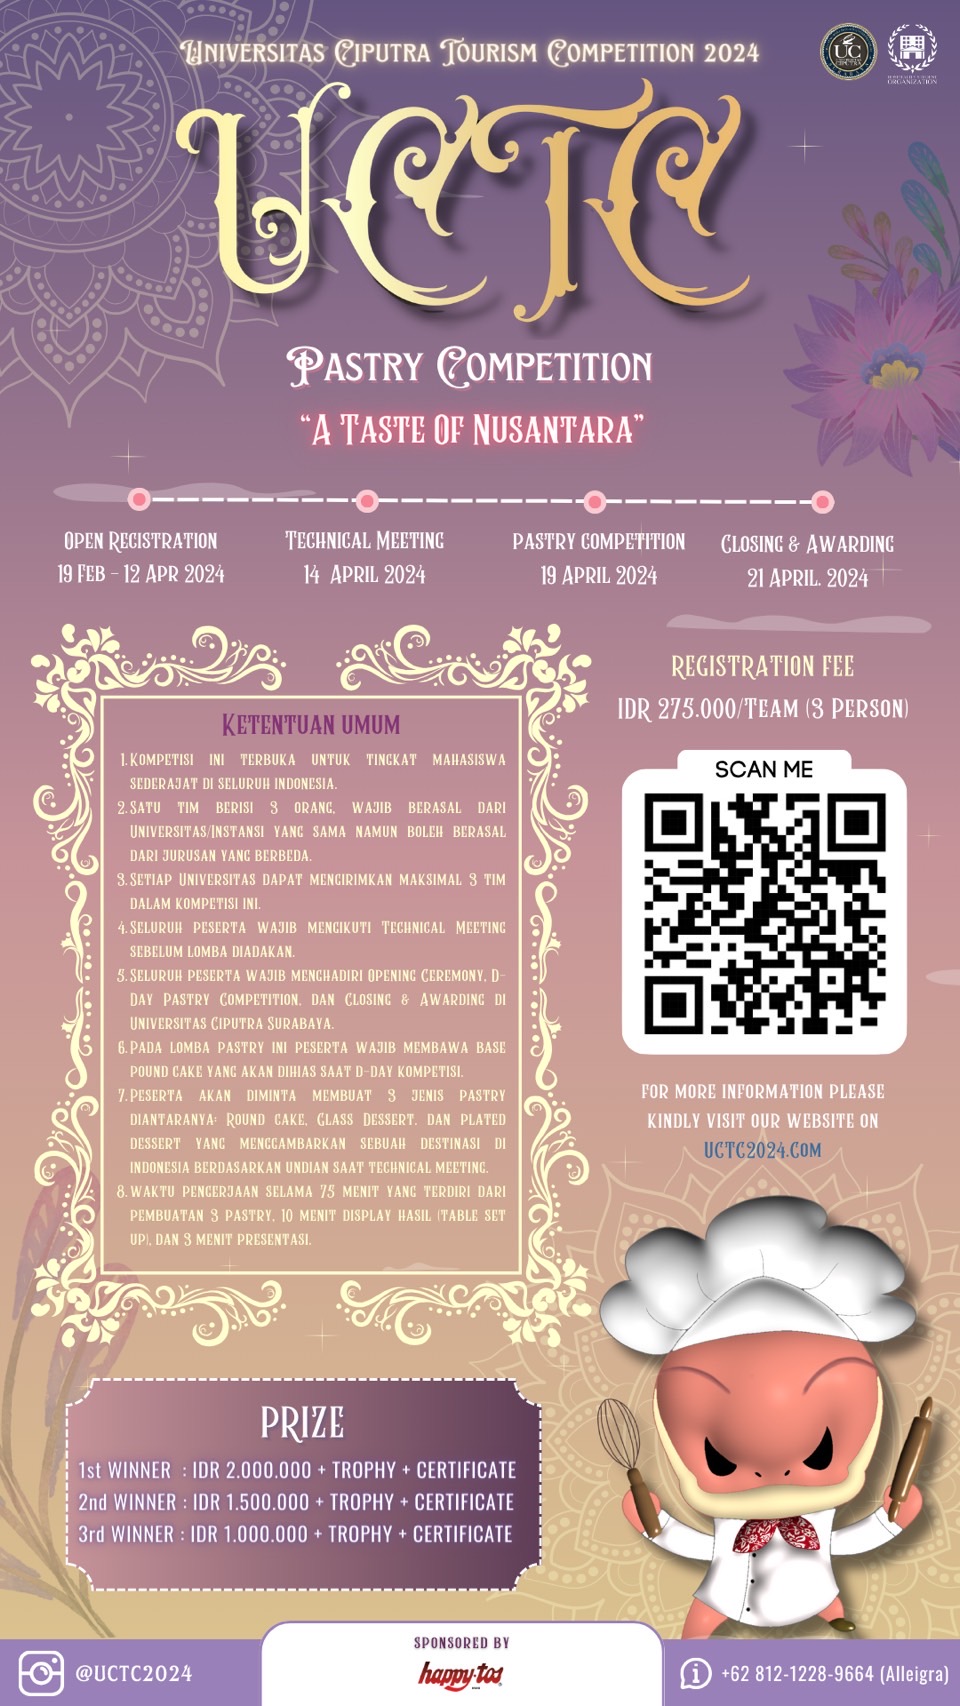 Universitas Ciputra Tourism Competition 2024
UC
ORGANIZATION
UCTC
Pastry Competition
"A Taste Of Nusantara"
Open Registration
19 Feb - 12 Apr 2024
Technical Meeting
14 April 2024
Pastry competition
19 April 2024
Closing & Awarding
21 April. 2024
Registration fee
IDR 275.000/Team (3 Person)
SCAN ME
for more information please
kindly visit our website on
UCTC2024.Com
Ketentuan umum
1. Kompetisi ini terbuka untuk tingkat mahasiswa
sederajat di seluruh Indonesia.
2. Satu tim berisi 3 orang, wajib berasal dari
Universitas/Instansi yang sama namun boleh berasal
dari jurusan yang berbeda.
3. Setiap Universitas dapat mengirimkan maksimal 3 tim
dalam kompetisi ini.
4. Seluruh peserta wajib mengikuti Technical Meeting
sebelum lomba diadakan.
5. Seluruh peserta wajib menghadiri Opening Ceremony, D-
Day Pastry Competition, dan Closing & Awarding di
Universitas Ciputra Surabaya.
6. Pada lomba pastry ini peserta wajib membawa base
pound cake yang akan dihias saat d-day kompetisi.
7. Peserta akan diminta membuat 3 jenis pastry
diantaranya: Round cake, Glass Dessert. dan plated
dessert yang menggambarkan sebuah destinasi di
indonesia berdasarkan undian saat technical meeting.
8. Waktu pengerjaan selama 75 menit yang terdiri dari
pembuatan 3 pastry, 10 menit display hasil (table set
up), dan 3 menit presentasi.
PRIZE
1st WINNER : IDR 2.000.000 + TROPHY + CERTIFICATE
2nd WINNER : IDR 1.500.000 + TROPHY + CERTIFICATE
3rd WINNER : IDR 1.000.000 + TROPHY + CERTIFICATE
@UCTC2024
Sponsored by
happy tos
+62 812-1228-9664 (Alleigra)